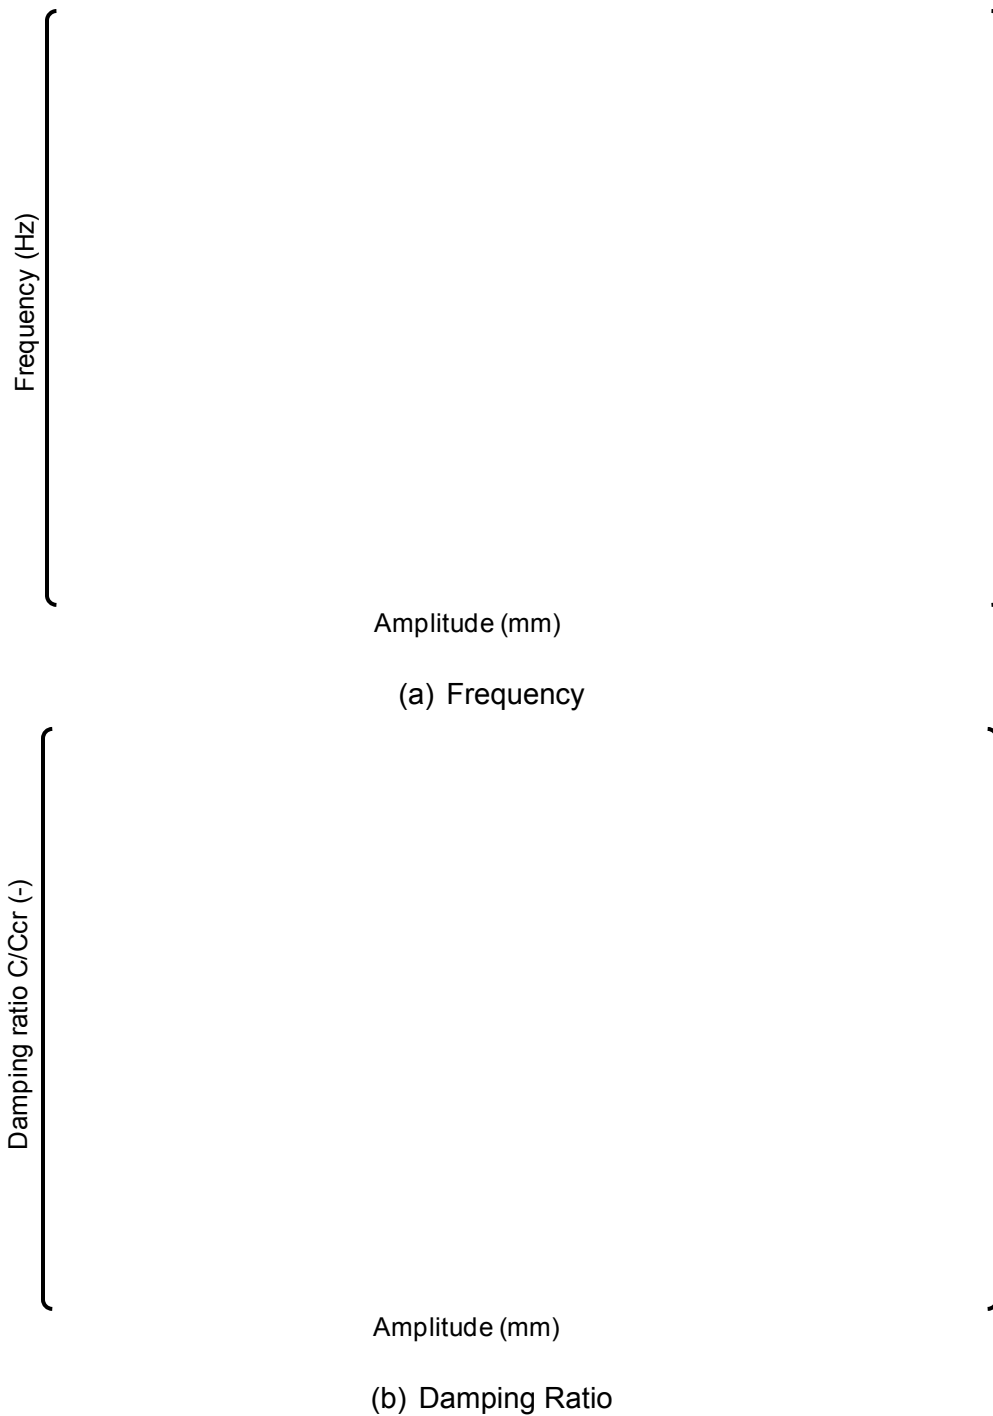 Frequency (Hz)
Amplitude (mm)
(a) Frequency
Damping ratio C/Ccr (-)
Amplitude (mm)
(b) Damping Ratio